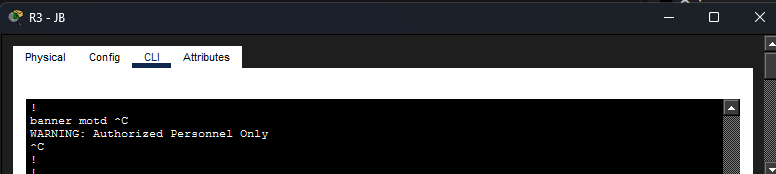 R3 - JB
Physical Config CLI Attributes
!
banner motd ^C
WARNING: Authorized Personnel Only
^C
!
!